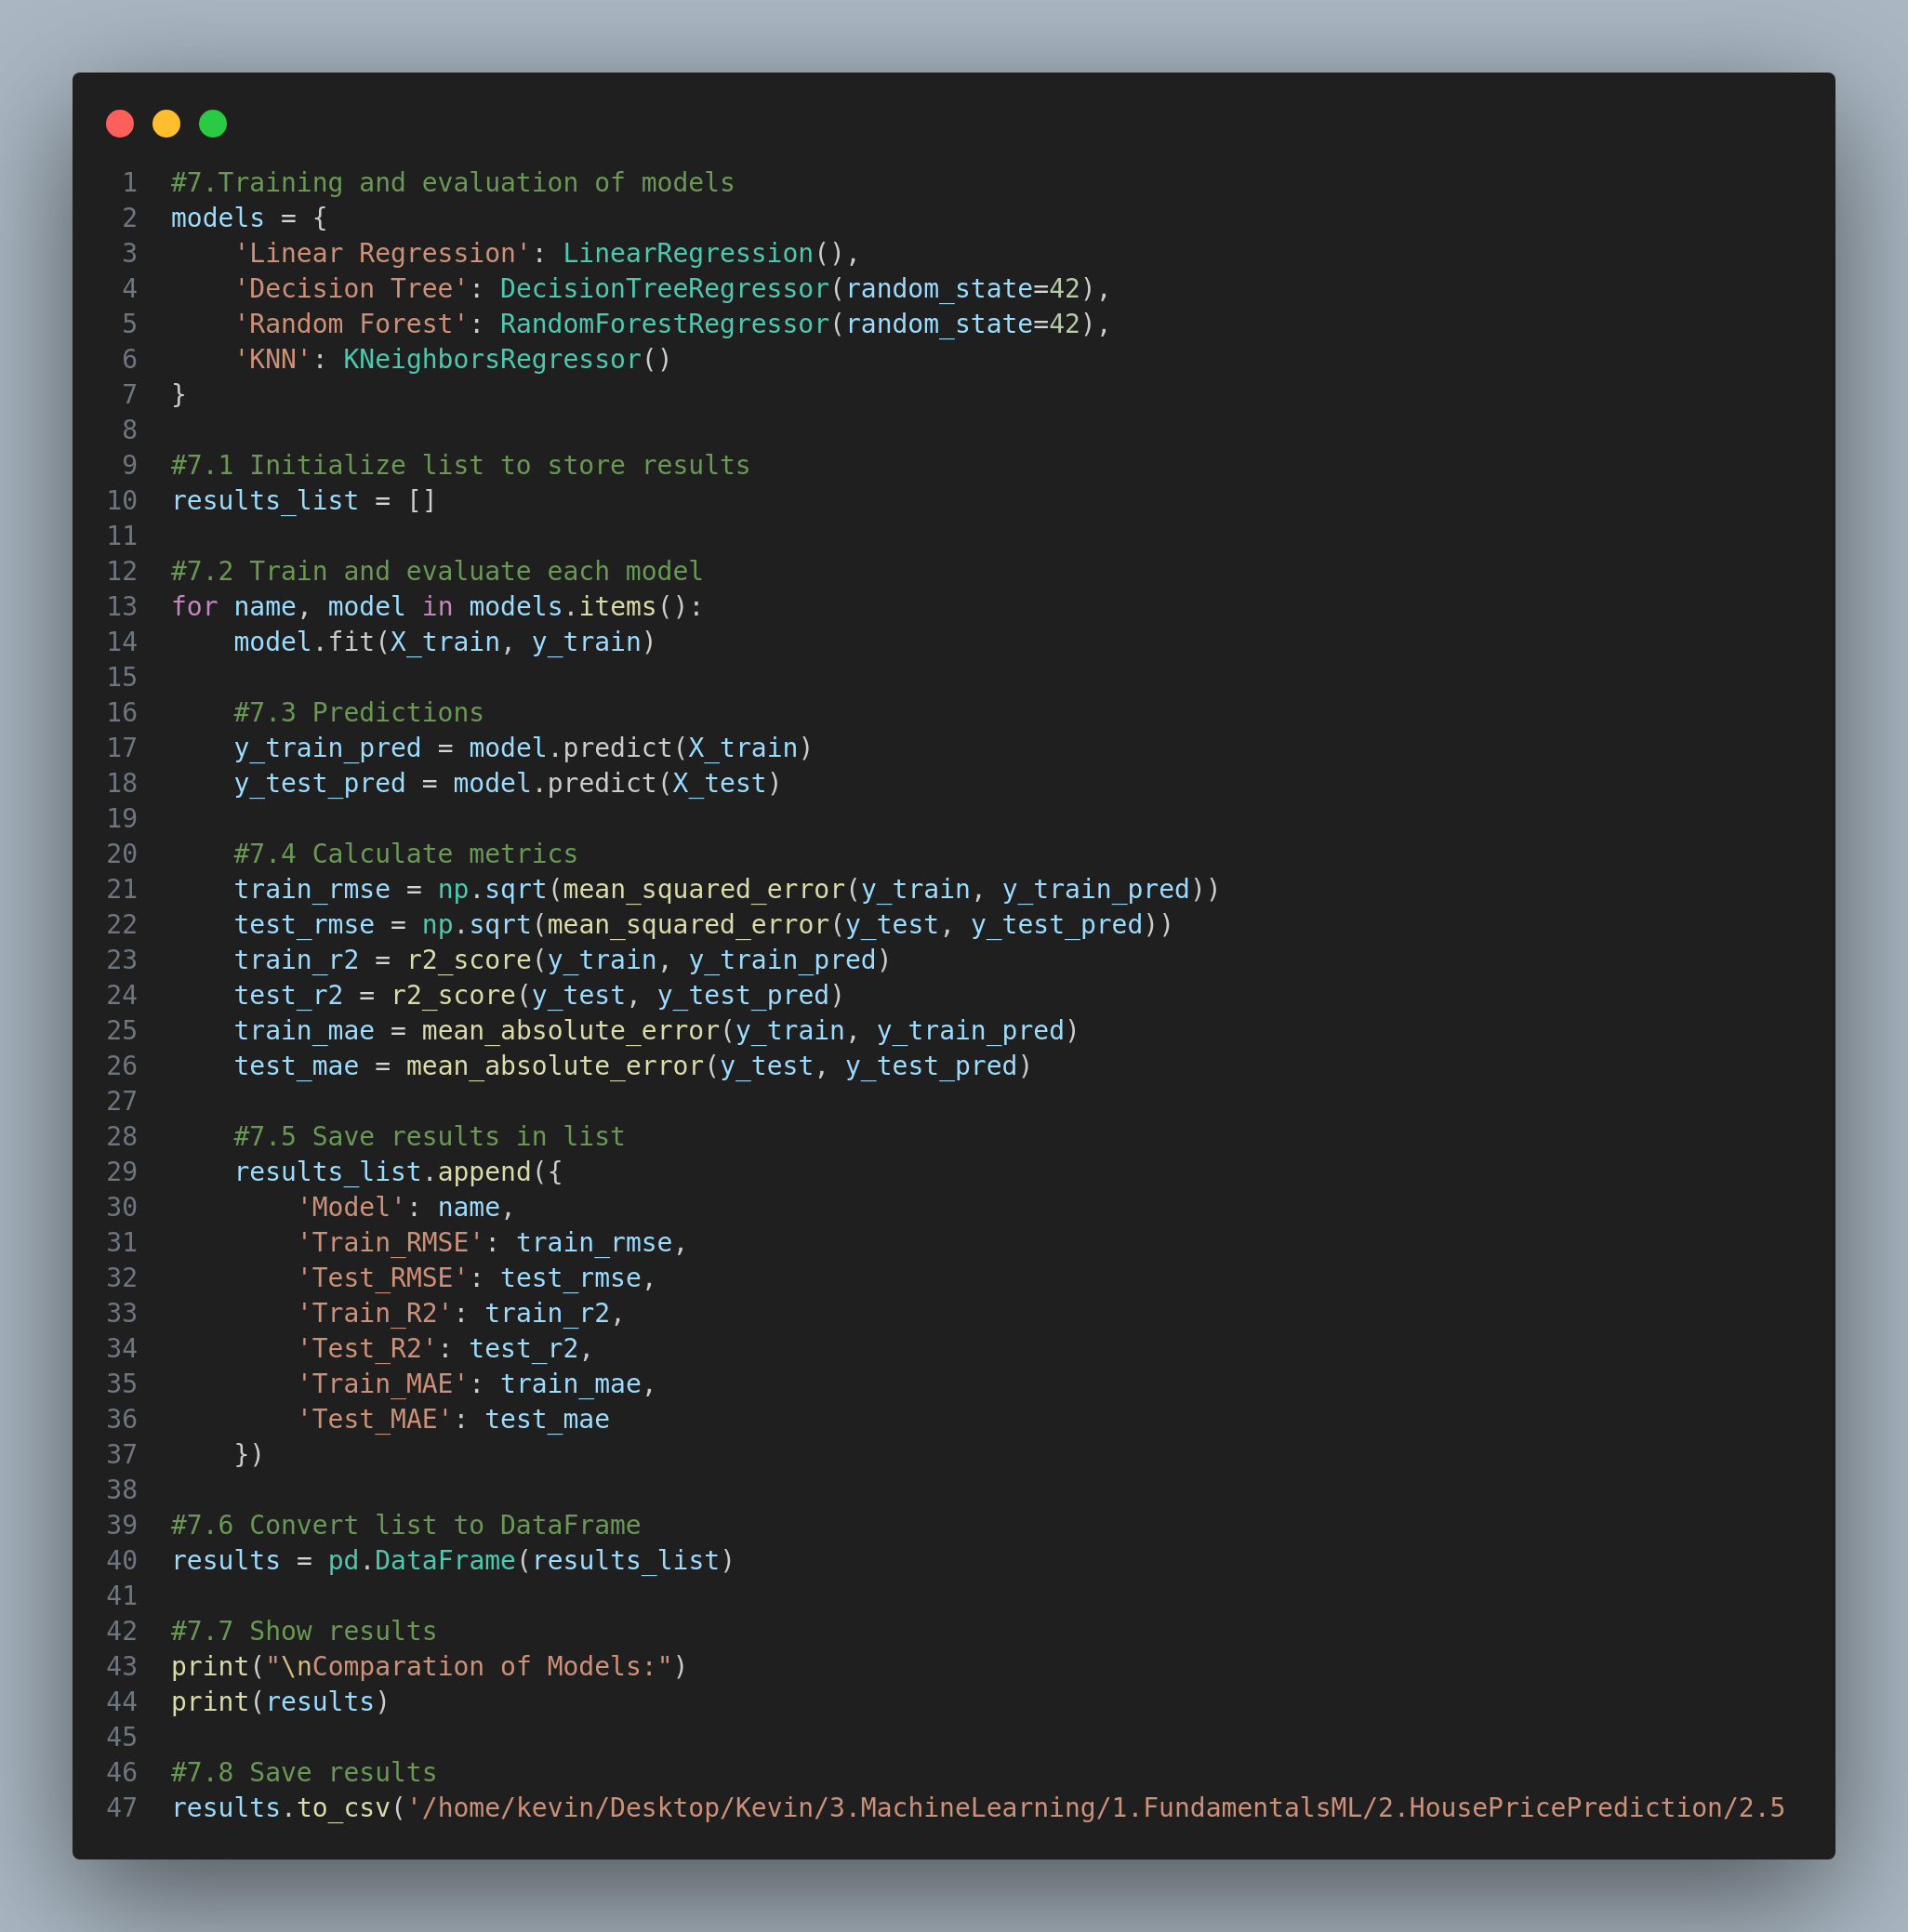 1 #7.Training and evaluation of models
2 models = {
3     'Linear Regression': LinearRegression(),
4     'Decision Tree': DecisionTreeRegressor(random_state=42),
5     'Random Forest': RandomForestRegressor(random_state=42),
6     'KNN': KNeighborsRegressor()
7 }
8
9 #7.1 Initialize list to store results
10 results_list = []
11
12 #7.2 Train and evaluate each model
13 for name, model in models.items():
14     model.fit(X_train, y_train)
15
16     #7.3 Predictions
17     y_train_pred = model.predict(X_train)
18     y_test_pred = model.predict(X_test)
19
20     #7.4 Calculate metrics
21     train_rmse = np.sqrt(mean_squared_error(y_train, y_train_pred))
22     test_rmse = np.sqrt(mean_squared_error(y_test, y_test_pred))
23     train_r2 = r2_score(y_train, y_train_pred)
24     test_r2 = r2_score(y_test, y_test_pred)
25     train_mae = mean_absolute_error(y_train, y_train_pred)
26     test_mae = mean_absolute_error(y_test, y_test_pred)
27
28     #7.5 Save results in list
29     results_list.append({
30         'Model': name,
31         'Train_RMSE': train_rmse,
32         'Test_RMSE': test_rmse,
33         'Train_R2': train_r2,
34         'Test_R2': test_r2,
35         'Train_MAE': train_mae,
36         'Test_MAE': test_mae
37     })
38
39 #7.6 Convert list to DataFrame
40 results = pd.DataFrame(results_list)
41
42 #7.7 Show results
43 print("\nComparation of Models:")
44 print(results)
45
46 #7.8 Save results
47 results.to_csv('/home/kevin/Desktop/Kevin/3.MachineLearning/1.FundamentalsML/2.HousePricePrediction/2.5